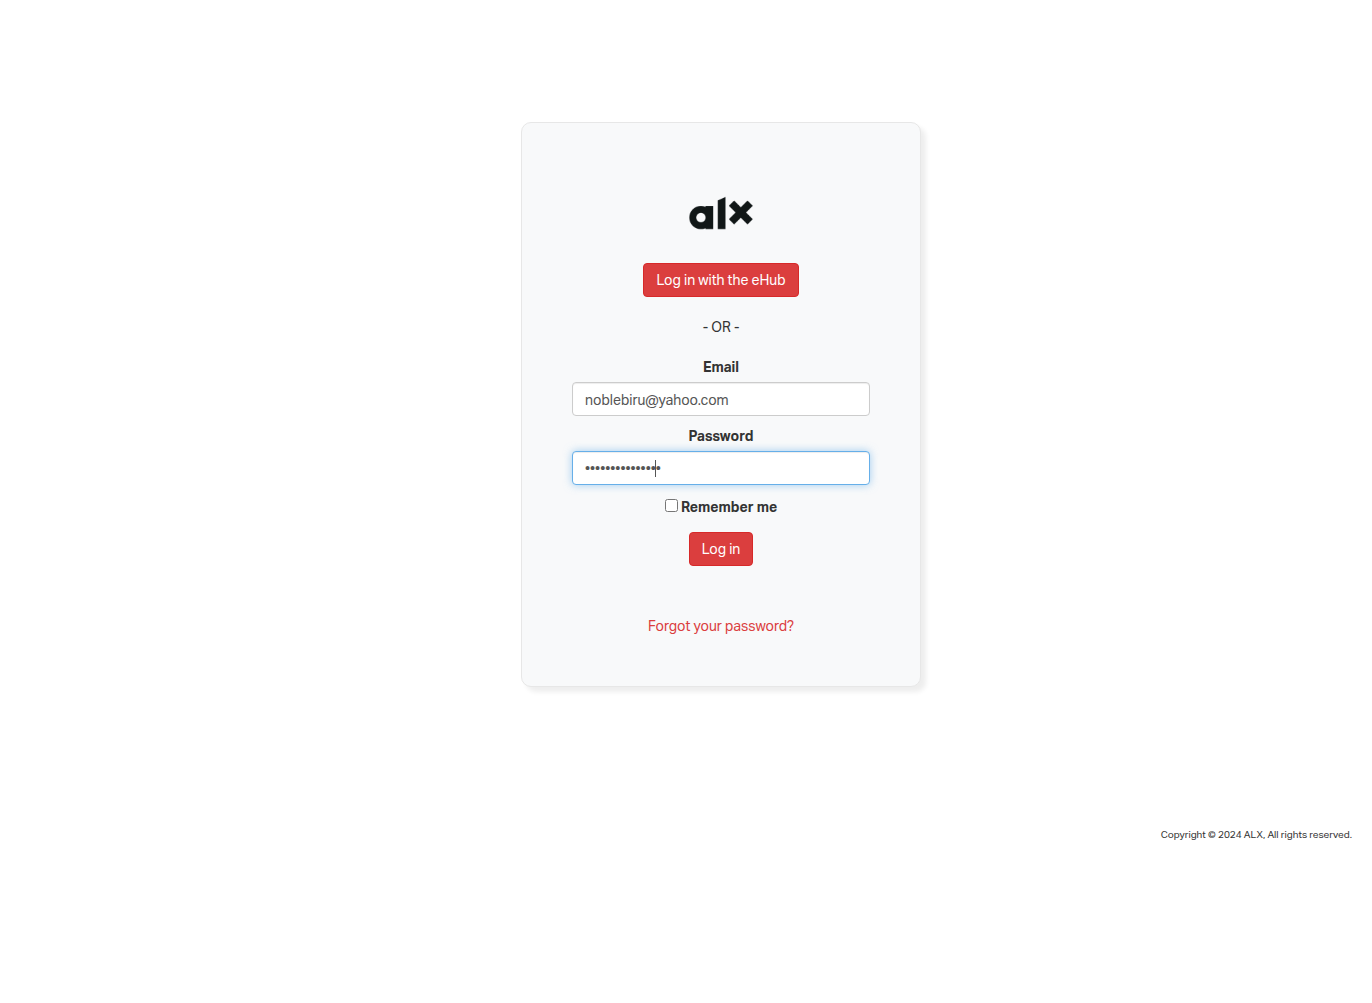 alx
Log in with the eHub
- OR -
Email
noblebiru@yahoo.com
Password
•••••••••••••••
Remember me
Log in
Forgot your password?
Copyright © 2024 ALX, All rights reserved.